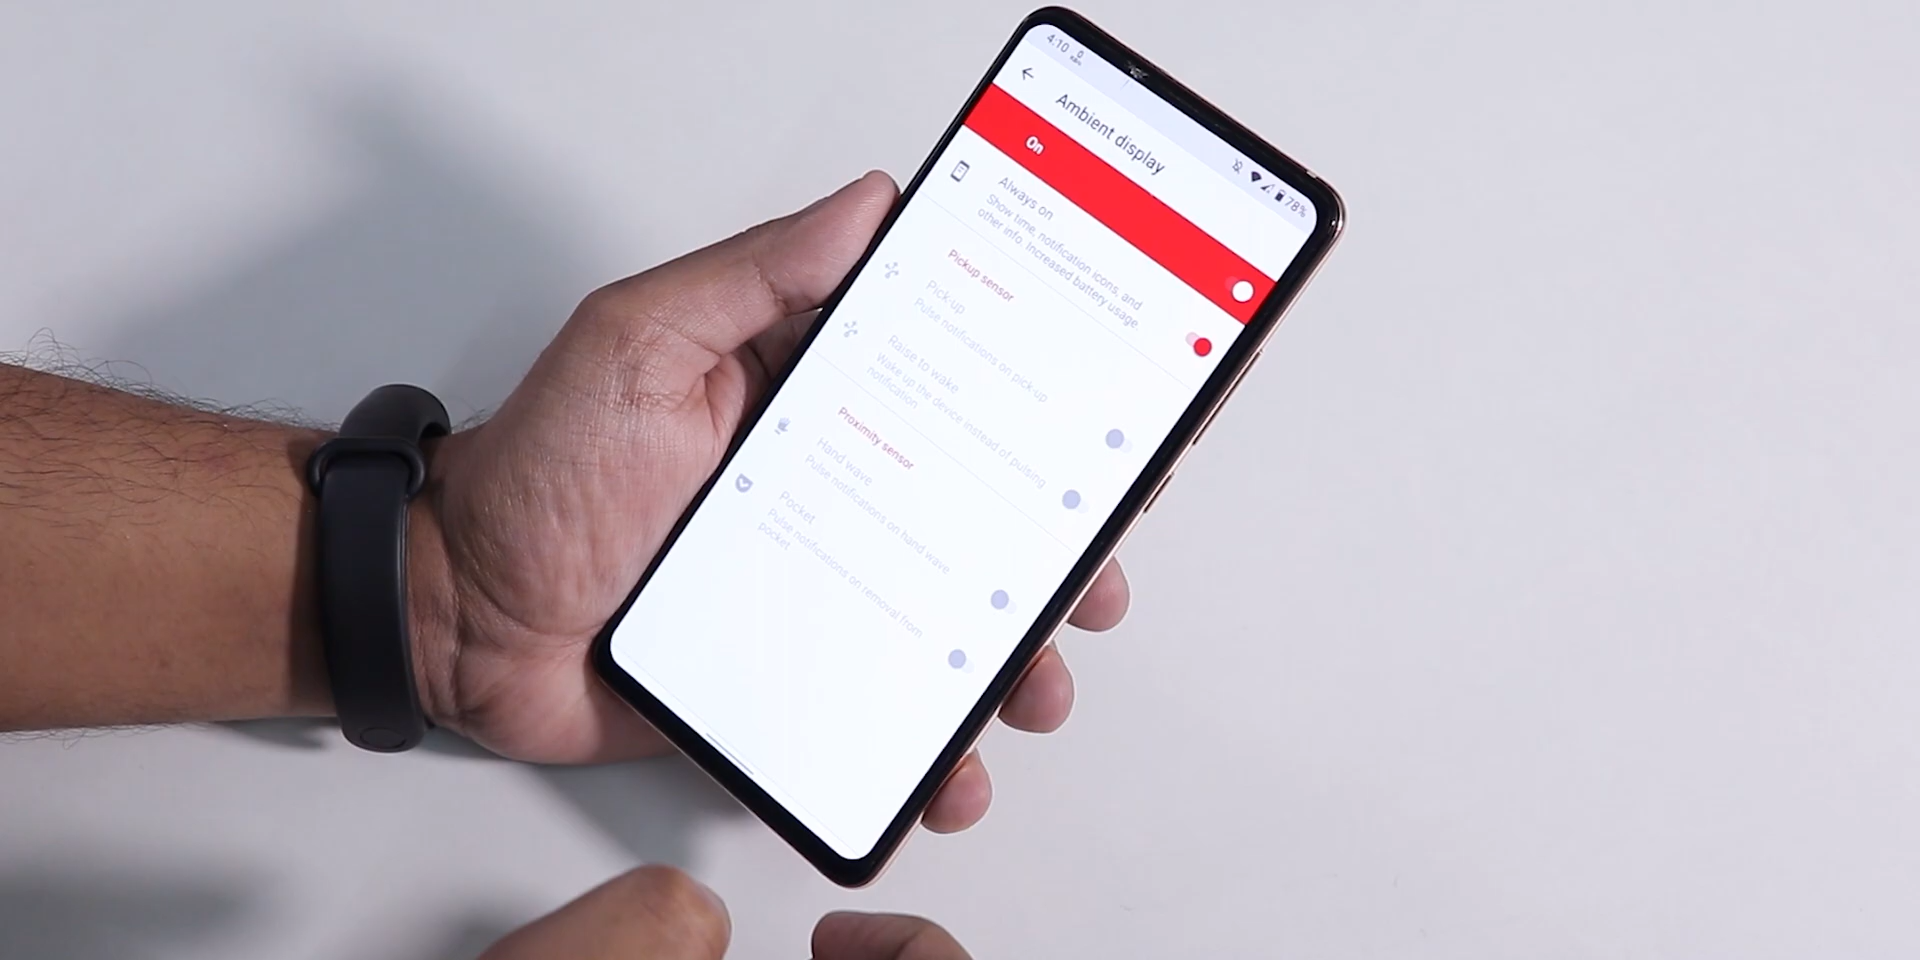 4:10 0
KB/s
78%
Ambient display
On
Always on
Show time, notification icons, and
other info. Increased battery usage.
Pickup sensor
Pick-up
Pulse notifications on pick-up
Raise to wake
Wake up the device instead of pulsing
notification
Proximity sensor
Hand wave
Pulse notifications on hand wave
Pocket
Pulse notifications on removal from
pocket